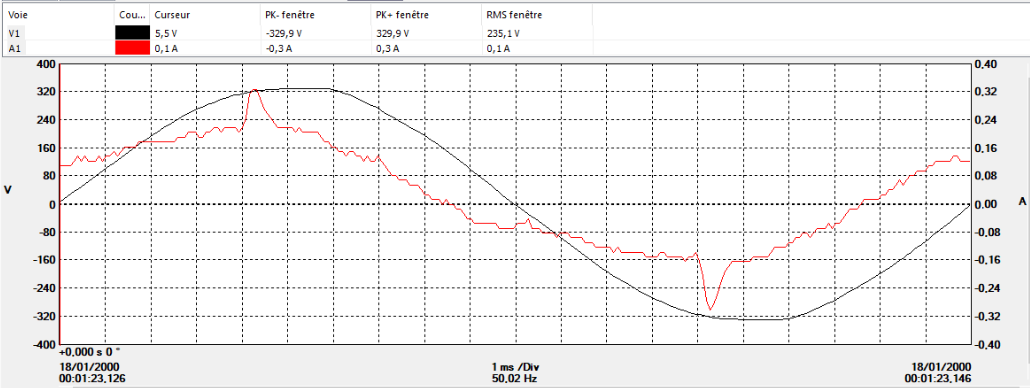 Voie Cou... Curseur PK- fenêtre PK+ fenêtre RMS fenêtre
V1 5,5 V -329,9 V 329,9 V 235,1 V
A1 0,1 A -0,3 A 0,3 A 0,1 A
400 0,40
320 0,32
240 0,24
160 0,16
80 0,08
V 0 0,00 A
-80 -0,08
-160 -0,16
-240 -0,24
-320 -0,32
-400 -0,40
+0,000 s 0 "
18/01/2000 1 ms /Div 18/01/2000
00:01:23,126 50,02 Hz 00:01:23,146